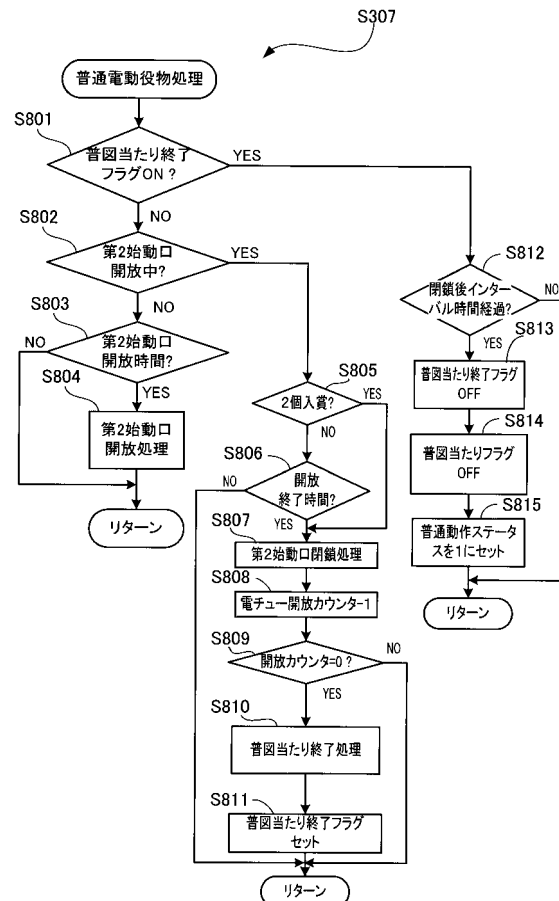 S307
普通電動役物処理
S801
普図当たり終了
フラグON？
YES
NO
S802
第2始動口
開放中?
YES
NO
S803
第2始動口
開放時間?
NO
YES
S804
第2始動口
開放処理
リターン
S805
2個入賞?
YES
NO
S806
開放
終了時間?
NO
YES
S807
第2始動口閉鎖処理
S808
電チュー開放カウンタ-1
S809
開放カウンタ=0？
NO
YES
S810
普図当たり終了処理
S811
普図当たり終了フラグ
セット
リターン
S812
閉鎖後インター
バル時間経過?
NO
YES
S813
普図当たり終了フラグ
OFF
S814
普図当たりフラグ
OFF
S815
普通動作ステータ
スを1にセット
リターン